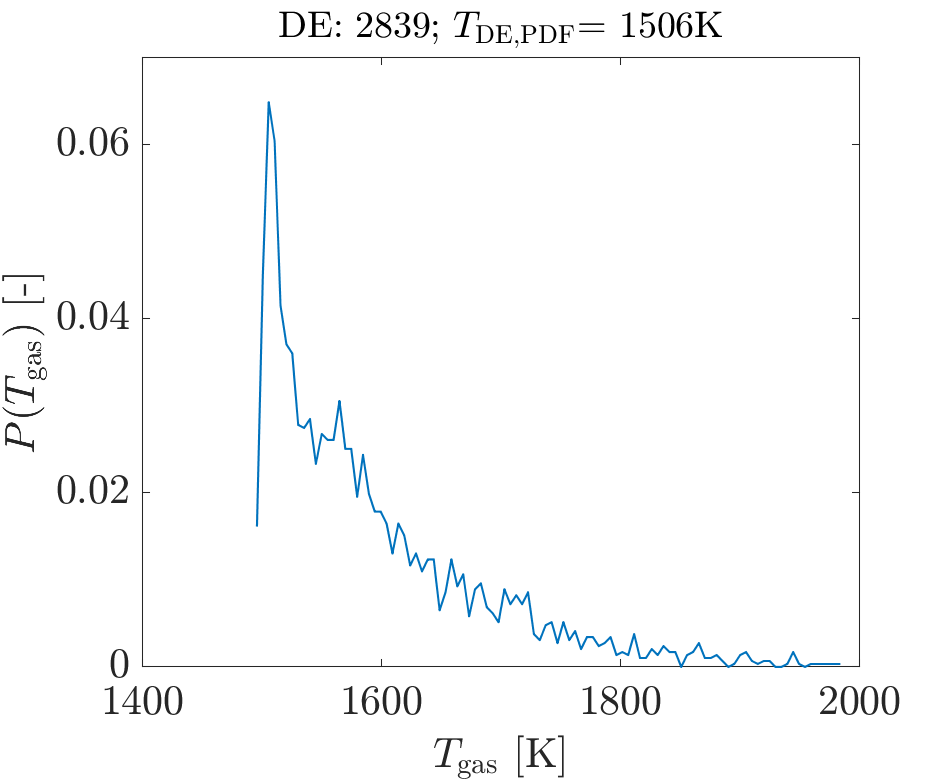 DE: 2839; T_DE,PDF= 1506K
0.06
0.04
0.02
0
P(T_gas) [-]
1400 1600 1800 2000
T_gas [K]